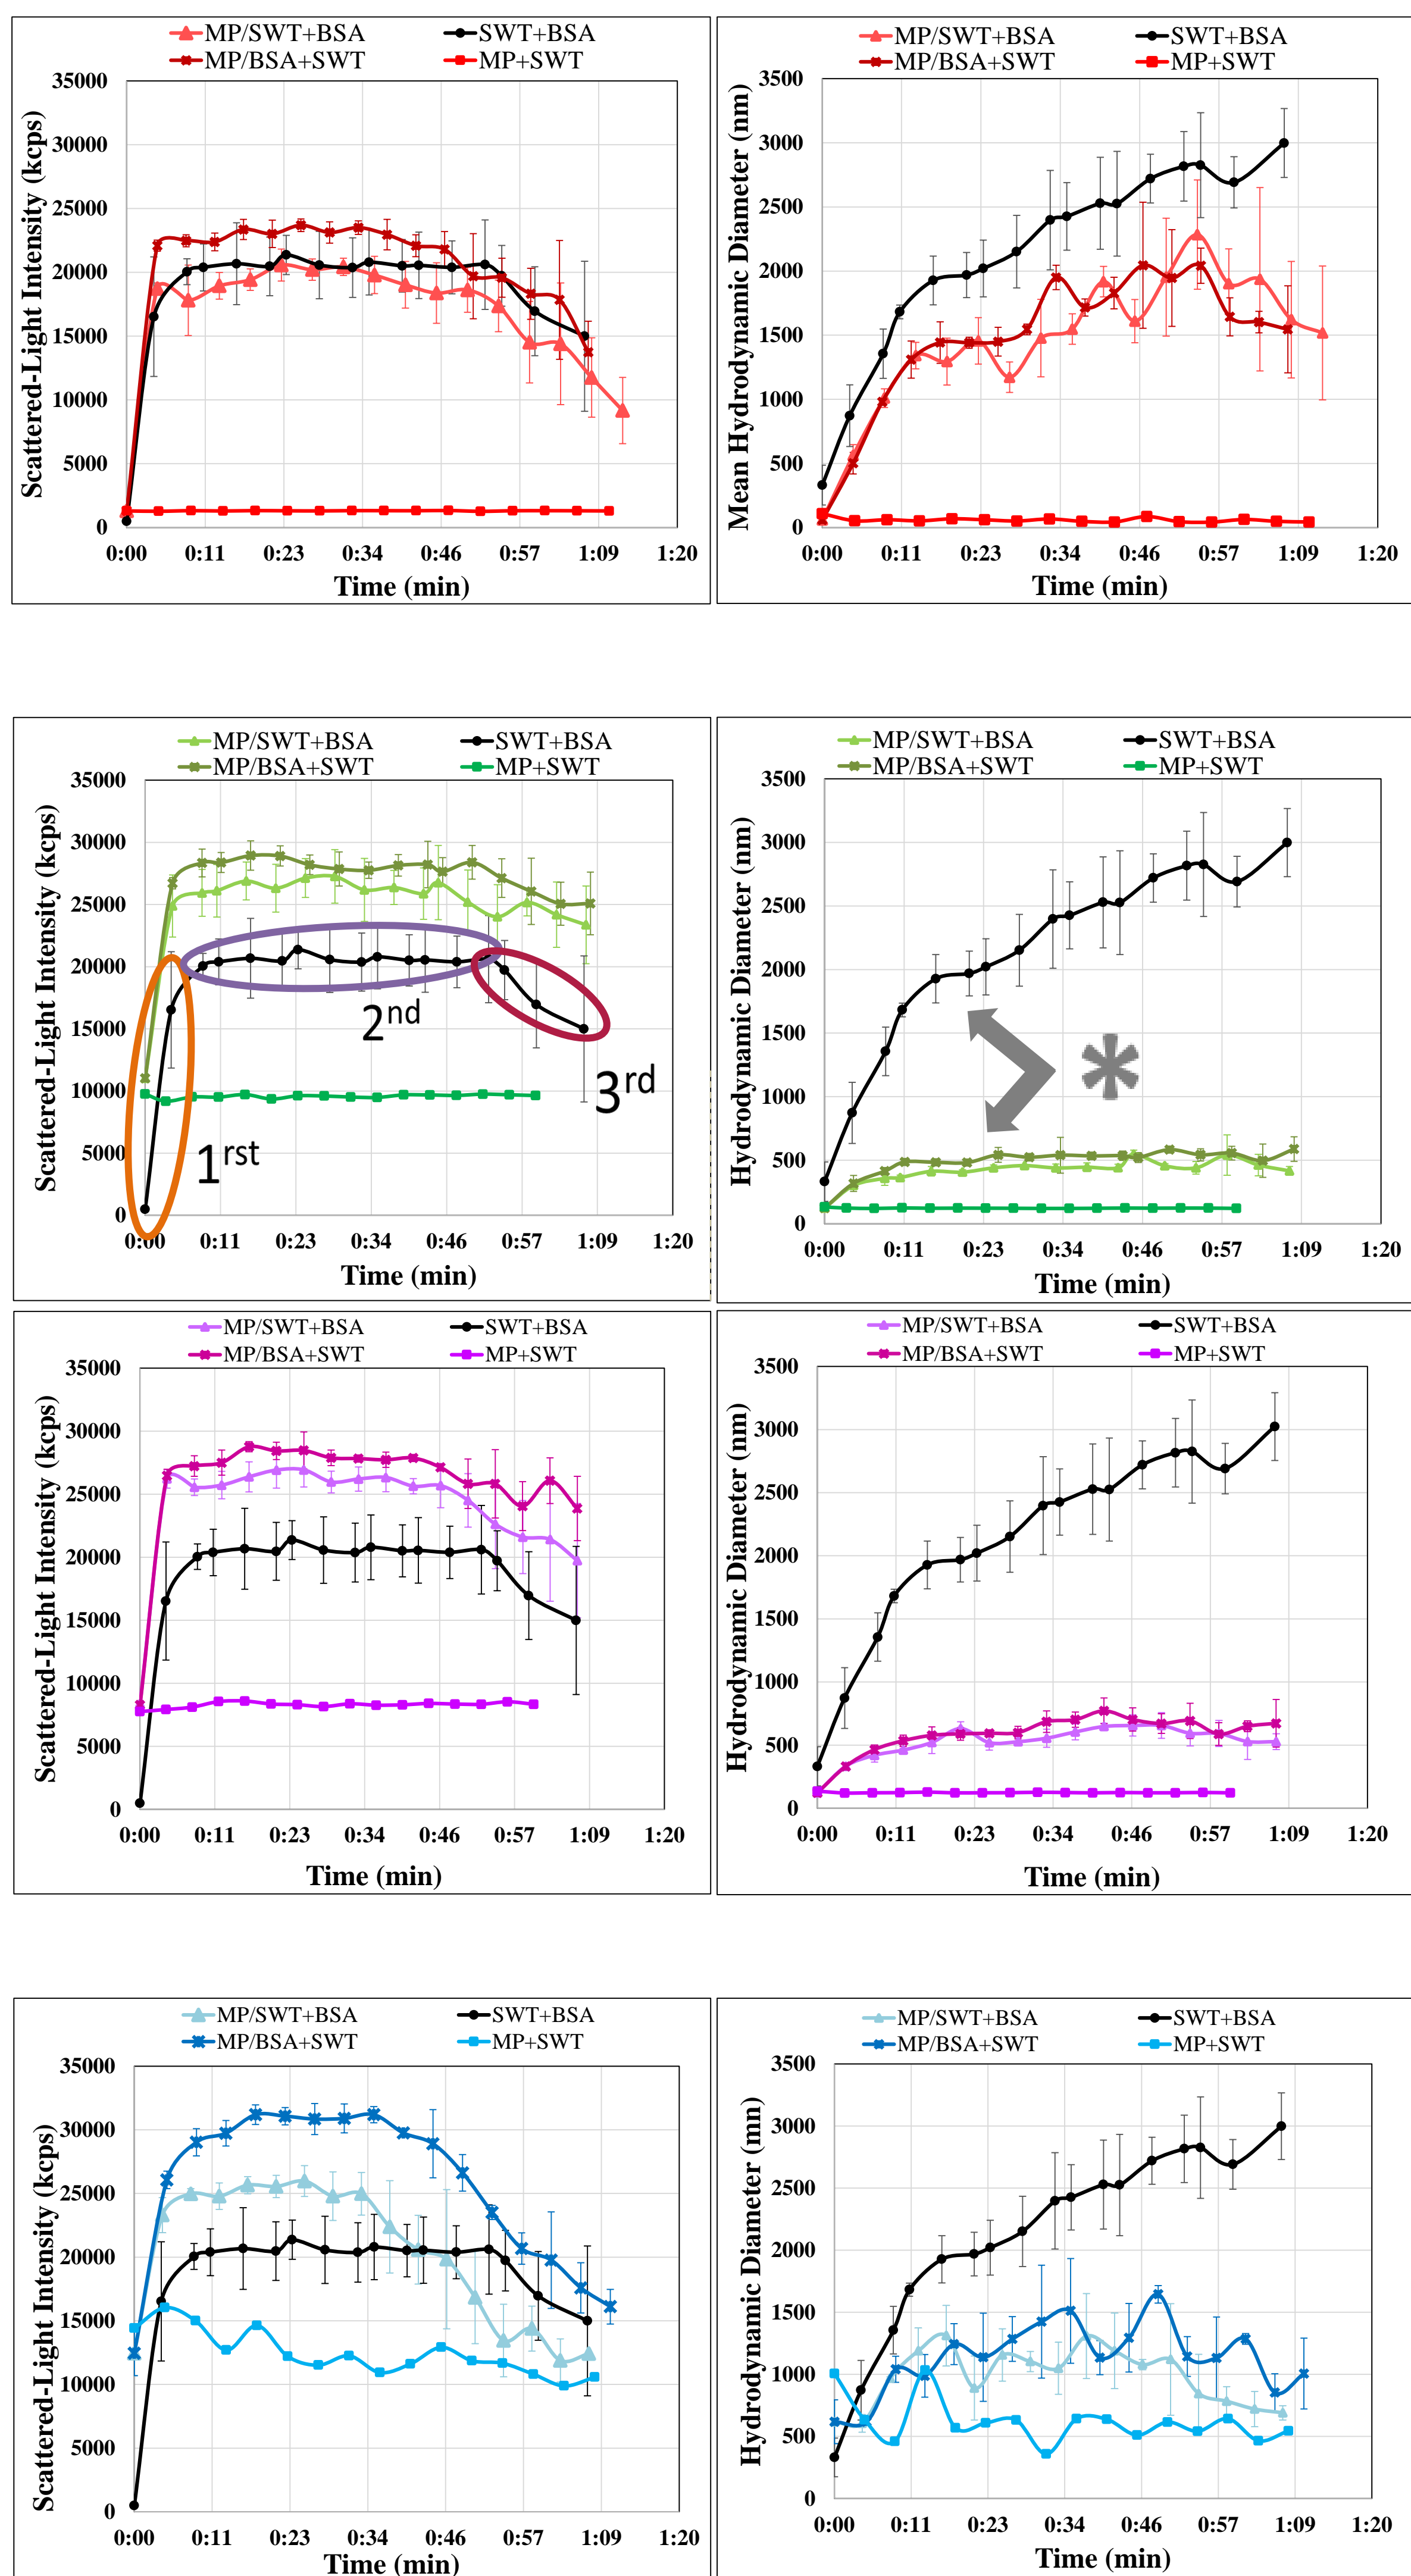 MP/SWT+BSA SWT+BSA
MP/BSA+SWT MP+SWT
Scattered-Light Intensity (kcps)
35000
30000
25000
20000
15000
10000
5000
0
0:00 0:11 0:23 0:34 0:46 0:57 1:09 1:20
Time (min)
MP/SWT+BSA SWT+BSA
MP/BSA+SWT MP+SWT
Mean Hydrodynamic Diameter (nm)
3500
3000
2500
2000
1500
1000
500
0
0:00 0:11 0:23 0:34 0:46 0:57 1:09 1:20
Time (min)
MP/SWT+BSA SWT+BSA
MP/BSA+SWT MP+SWT
Scattered-Light Intensity (kcps)
35000
30000
25000
20000
15000
10000
5000
0
1rst
2nd
3rd
0:00 0:11 0:23 0:34 0:46 0:57 1:09 1:20
Time (min)
MP/SWT+BSA SWT+BSA
MP/BSA+SWT MP+SWT
Hydrodynamic Diameter (nm)
3500
3000
2500
2000
1500
1000
500
0
*
0:00 0:11 0:23 0:34 0:46 0:57 1:09 1:20
Time (min)
MP/SWT+BSA SWT+BSA
MP/BSA+SWT MP+SWT
Scattered-Light Intensity (kcps)
35000
30000
25000
20000
15000
10000
5000
0
0:00 0:11 0:23 0:34 0:46 0:57 1:09 1:20
Time (min)
MP/SWT+BSA SWT+BSA
MP/BSA+SWT MP+SWT
Hydrodynamic Diameter (nm)
3500
3000
2500
2000
1500
1000
500
0
0:00 0:11 0:23 0:34 0:46 0:57 1:09 1:20
Time (min)
MP/SWT+BSA SWT+BSA
MP/BSA+SWT MP+SWT
Scattered-Light Intensity (kcps)
35000
30000
25000
20000
15000
10000
5000
0
0:00 0:11 0:23 0:34 0:46 0:57 1:09 1:20
Time (min)
MP/SWT+BSA SWT+BSA
MP/BSA+SWT MP+SWT
Hydrodynamic Diameter (nm)
3500
3000
2500
2000
1500
1000
500
0
0:00 0:11 0:23 0:34 0:46 0:57 1:09 1:20
Time (min)